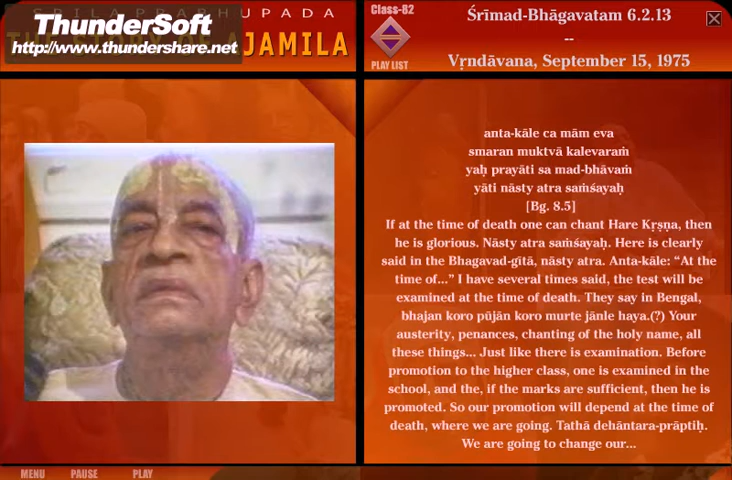 SRILA PRABHUPADA
THE STORY OF AJAMILA
ThunderSoft
http://www.thundershare.net
Class-82
PLAY LIST
Śrīmad-Bhāgavatam 6.2.13
--
Vṛndāvana, September 15, 1975
anta-kāle ca mām eva
smaran muktvā kalevaraṁ
yaḥ prayāti sa mad-bhāvaṁ
yāti nāsty atra saṁśayaḥ
[Bg. 8.5]
If at the time of death one can chant Hare Kṛṣṇa, then
he is glorious. Nāsty atra saṁśayaḥ. Here is clearly
said in the Bhagavad-gītā, nāsty atra. Anta-kāle: “At the
time of...” I have several times said, the test will be
examined at the time of death. They say in Bengal,
bhajan koro pūjān koro murte jānle haya.(?) Your
austerity, penances, chanting of the holy name, all
these things... Just like there is examination. Before
promotion to the higher class, one is examined in the
school, and the, if the marks are sufficient, then he is
promoted. So our promotion will depend at the time of
death, where we are going. Tathā dehāntara-prāptiḥ.
We are going to change our...
MENU PAUSE PLAY